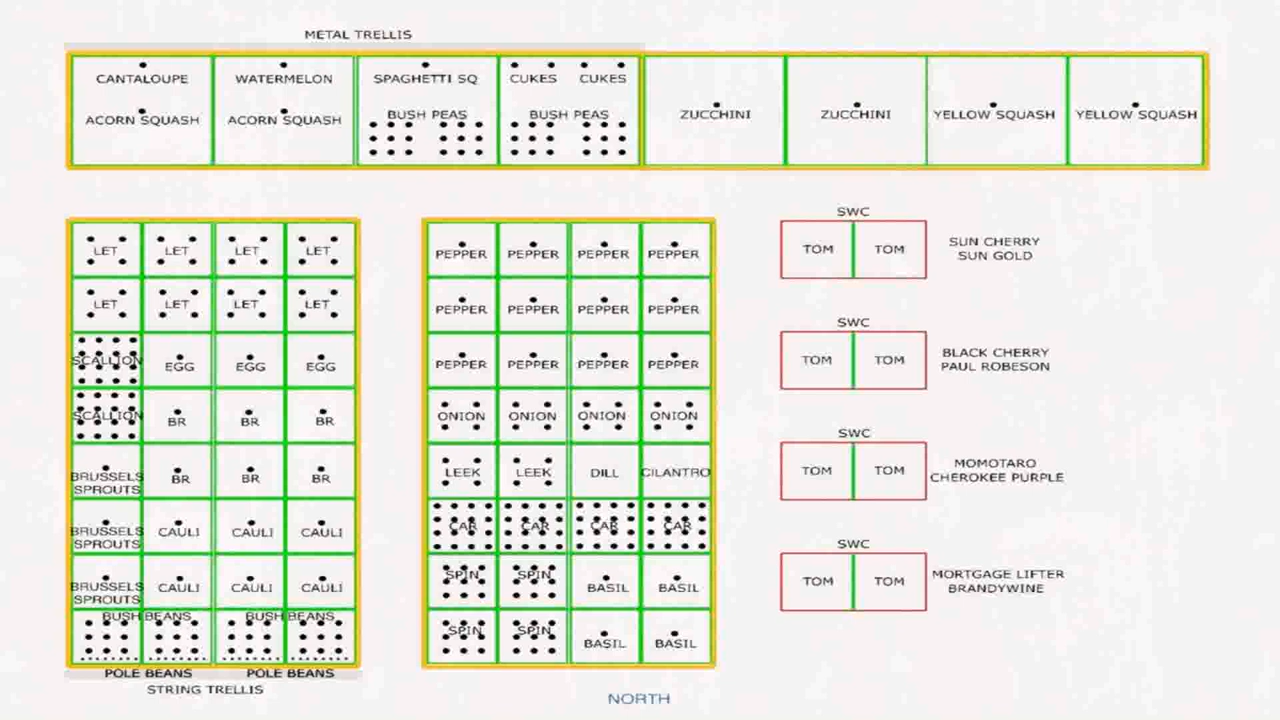 METAL TRELLIS
CANTALOUPE WATERMELON SPAGHETTI SQ CUKES CUKES
ACORN SQUASH ACORN SQUASH BUSH PEAS BUSH PEAS ZUCCHINI ZUCCHINI YELLOW SQUASH YELLOW SQUASH
LET LET LET LET
LET LET LET LET
SCALLION EGG EGG EGG
SCALLION BR BR BR
BRUSSELS SPROUTS BR BR BR
BRUSSELS SPROUTS CAULI CAULI CAULI
BRUSSELS SPROUTS CAULI CAULI CAULI
BUSH BEANS BUSH BEANS
POLE BEANS POLE BEANS
STRING TRELLIS
PEPPER PEPPER PEPPER PEPPER
PEPPER PEPPER PEPPER PEPPER
PEPPER PEPPER PEPPER PEPPER
ONION ONION ONION ONION
LEEK LEEK DILL CILANTRO
CAR CAR CAR CAR
SPIN SPIN BASIL BASIL
SPIN SPIN BASIL BASIL
NORTH
SWC
TOM TOM
SUN CHERRY
SUN GOLD
SWC
TOM TOM
BLACK CHERRY
PAUL ROBESON
SWC
TOM TOM
MOMOTARO
CHEROKEE PURPLE
SWC
TOM TOM
MORTGAGE LIFTER
BRANDYWINE